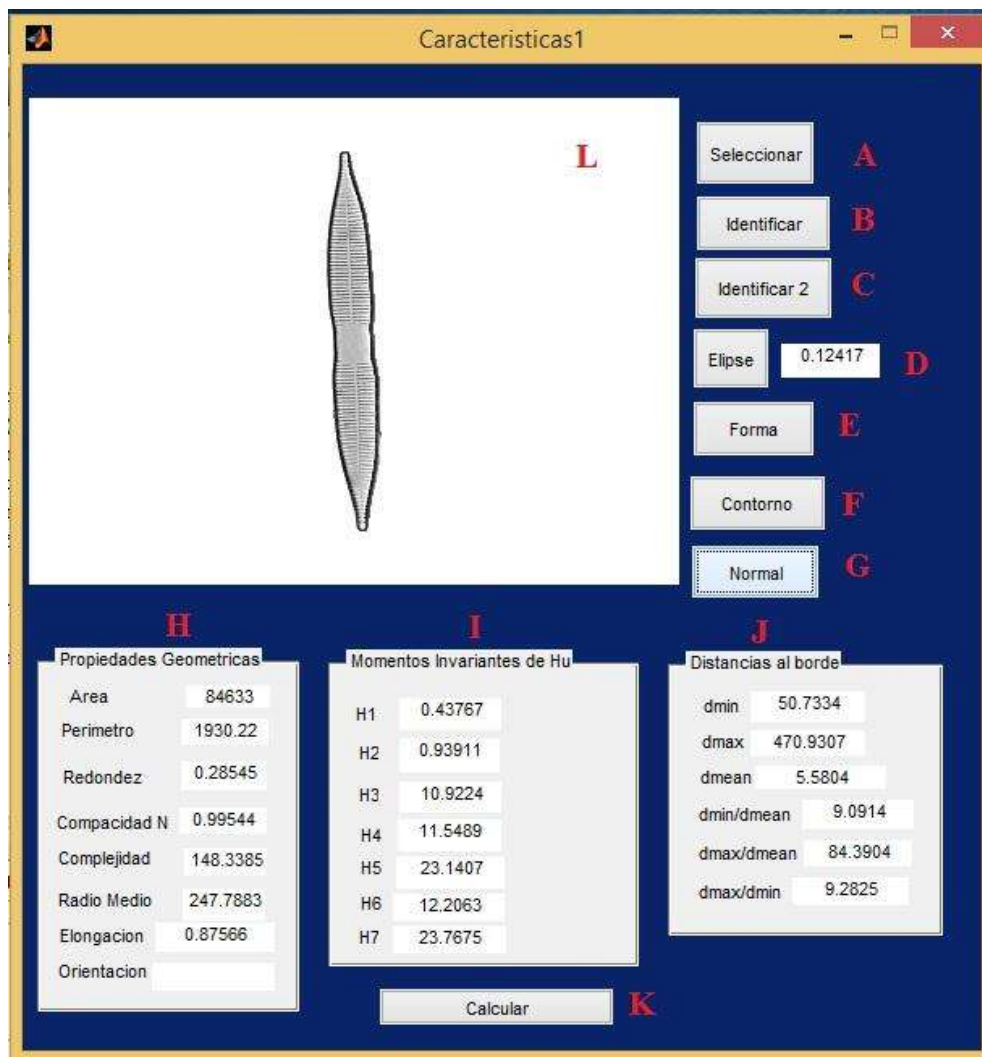 Caracteristicas1
L
Seleccionar A
Identificar B
Identificar 2 C
Elipse 0.12417 D
Forma E
Contorno F
Normal G
H
Propiedades Geometricas
Area 84633
Perimetro 1930.22
Redondez 0.28545
Compacidad N 0.99544
Complejidad 148.3385
Radio Medio 247.7883
Elongacion 0.87566
Orientacion
I
Momentos Invariantes de Hu
H1 0.43767
H2 0.93911
H3 10.9224
H4 11.5489
H5 23.1407
H6 12.2063
H7 23.7675
J
Distancias al borde
dmin 50.7334
dmax 470.9307
dmean 5.5804
dmin/dmean 9.0914
dmax/dmean 84.3904
dmax/dmin 9.2825
Calcular K